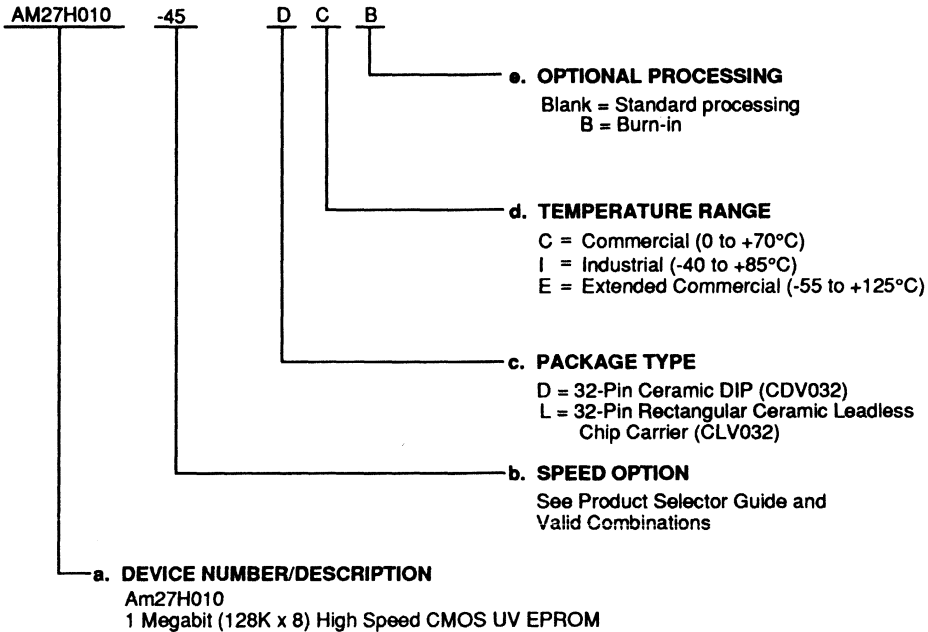 AM27H010 -45 D C B
e. OPTIONAL PROCESSING
Blank = Standard processing
B = Burn-in
d. TEMPERATURE RANGE
C = Commercial (0 to +70°C)
I = Industrial (-40 to +85°C)
E = Extended Commercial (-55 to +125°C)
c. PACKAGE TYPE
D = 32-Pin Ceramic DIP (CDV032)
L = 32-Pin Rectangular Ceramic Leadless
Chip Carrier (CLV032)
b. SPEED OPTION
See Product Selector Guide and
Valid Combinations
a. DEVICE NUMBER/DESCRIPTION
Am27H010
1 Megabit (128K x 8) High Speed CMOS UV EPROM